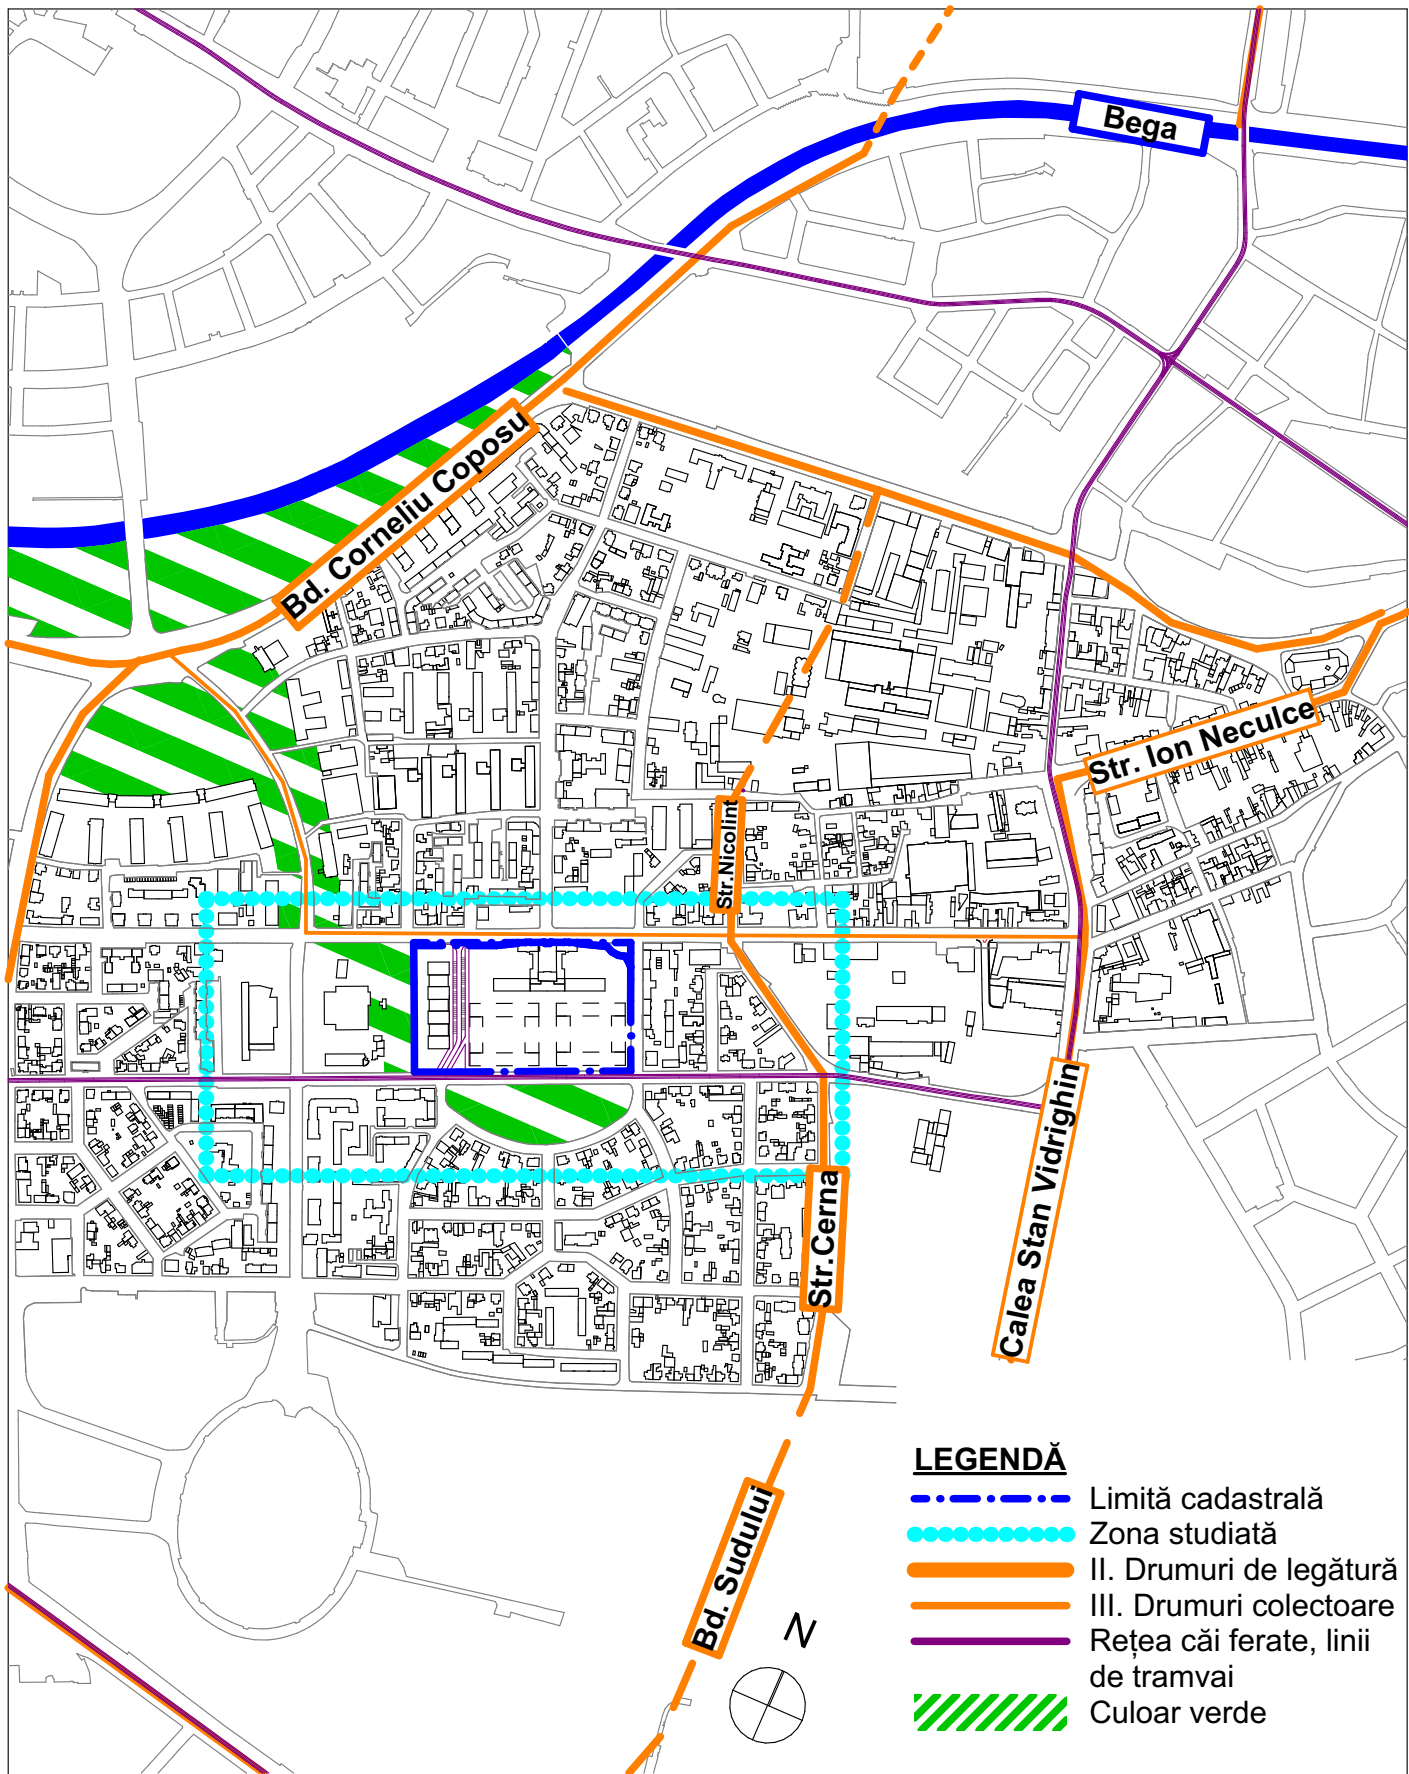 Bega
Bd. Corneliu Coposu
Str. Ion Neculce
Str.Nicolint
Calea Stan Vidrighin
Str.Cerna
Bd. Sudului
N
LEGENDĂ
Limită cadastrală
Zona studiată
II. Drumuri de legătură
III. Drumuri colectoare
Rețea căi ferate, linii
de tramvai
Culoar verde